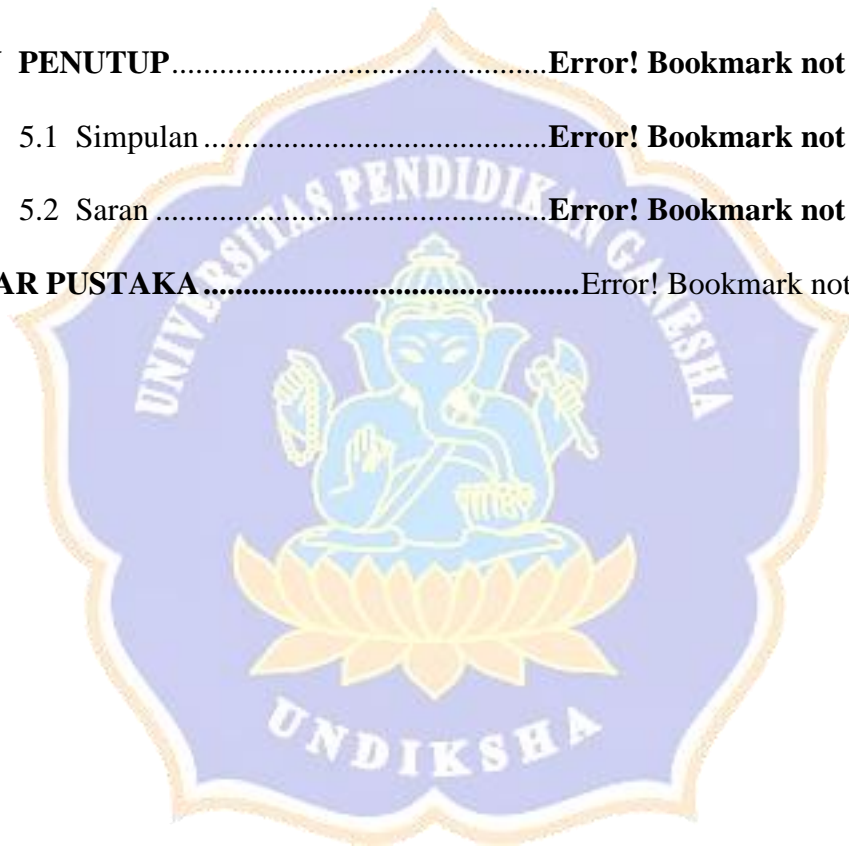 PENUTUP..............................................Error! Bookmark not
5.1 Simpulan..........................................Error! Bookmark not
5.2 Saran................................................Error! Bookmark not
AR PUSTAKA..............................................Error! Bookmark not
UNIVERSITAS PENDIDIKAN GANESHA
UNDIKSHA